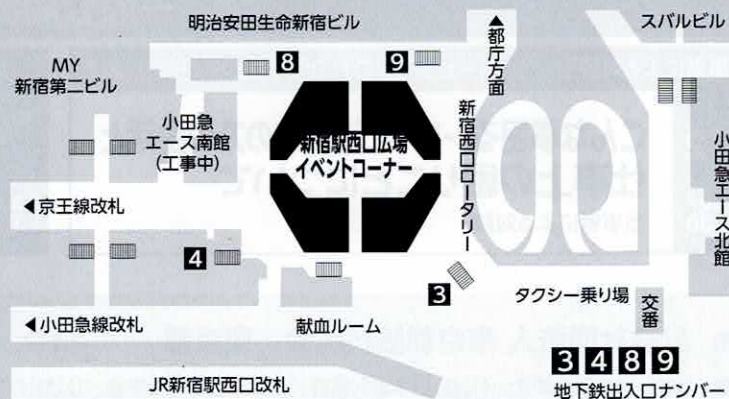 明治安田生命新宿ビル
▲都庁方面
スバルビル
MY
新宿第二ビル
8
9
小田急
エース南館
(工事中)
新宿駅西口広場
イベントコーナー
新宿西口ロータリー
小田急エース北館
◀京王線改札
4
3
タクシー乗り場
交番
◀小田急線改札
献血ルーム
3 4 8 9
JR新宿駅西口改札
地下鉄出入口ナンバー